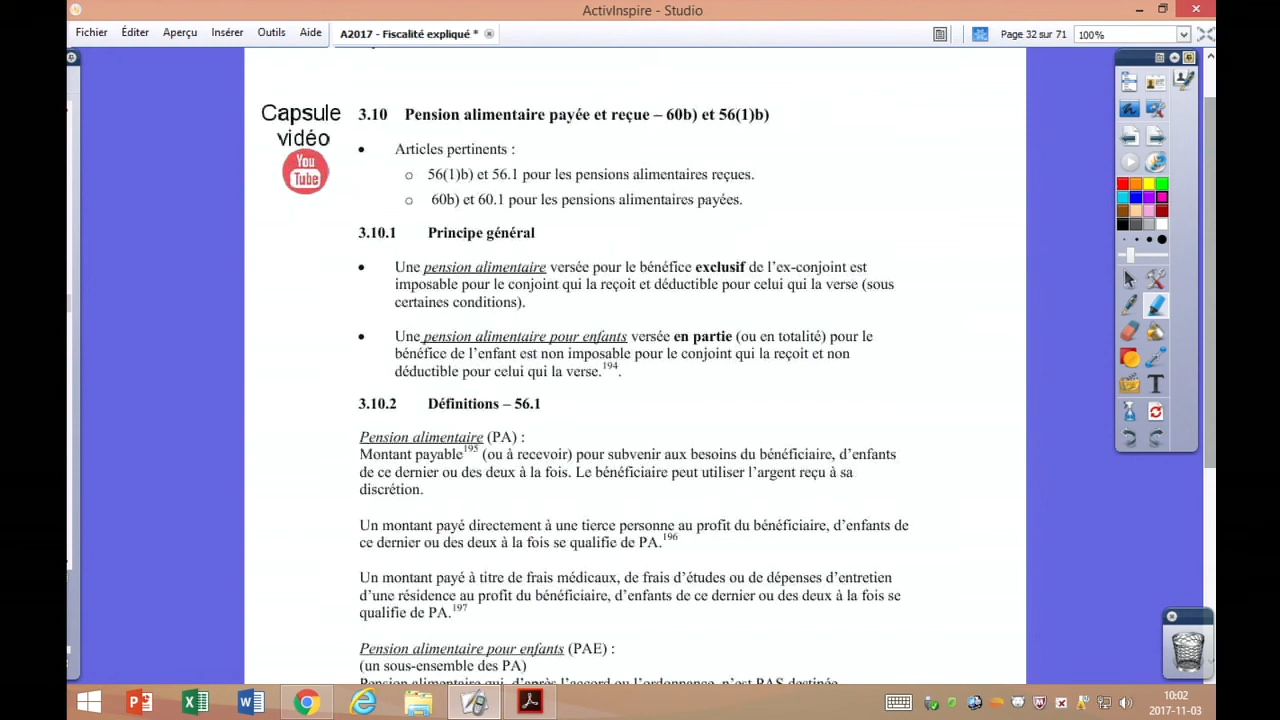 ActivInspire - Studio
Fichier Éditer Aperçu Insérer Outils Aide
A2017 - Fiscalité expliqué *
Page 32 sur 71
100%
Capsule
vidéo
You
Tube
3.10 Pension alimentaire payée et reçue – 60b) et 56(1)b)
• Articles pertinents :
o 56(1)b) et 56.1 pour les pensions alimentaires reçues.
o 60b) et 60.1 pour les pensions alimentaires payées.
3.10.1 Principe général
• Une pension alimentaire versée pour le bénéfice exclusif de l’ex-conjoint est
imposable pour le conjoint qui la reçoit et déductible pour celui qui la verse (sous
certaines conditions).
• Une pension alimentaire pour enfants versée en partie (ou en totalité) pour le
bénéfice de l’enfant est non imposable pour le conjoint qui la reçoit et non
déductible pour celui qui la verse.194.
3.10.2 Définitions – 56.1
Pension alimentaire (PA) :
Montant payable195 (ou à recevoir) pour subvenir aux besoins du bénéficiaire, d’enfants
de ce dernier ou des deux à la fois. Le bénéficiaire peut utiliser l’argent reçu à sa
discrétion.
Un montant payé directement à une tierce personne au profit du bénéficiaire, d’enfants de
ce dernier ou des deux à la fois se qualifie de PA.196
Un montant payé à titre de frais médicaux, de frais d’études ou de dépenses d’entretien
d’une résidence au profit du bénéficiaire, d’enfants de ce dernier ou des deux à la fois se
qualifie de PA.197
Pension alimentaire pour enfants (PAE) :
(un sous-ensemble des PA)
Pension alimentaire qui, d’après l’accord ou l’ordonnance, n’est PAS destinée
10:02
2017-11-03